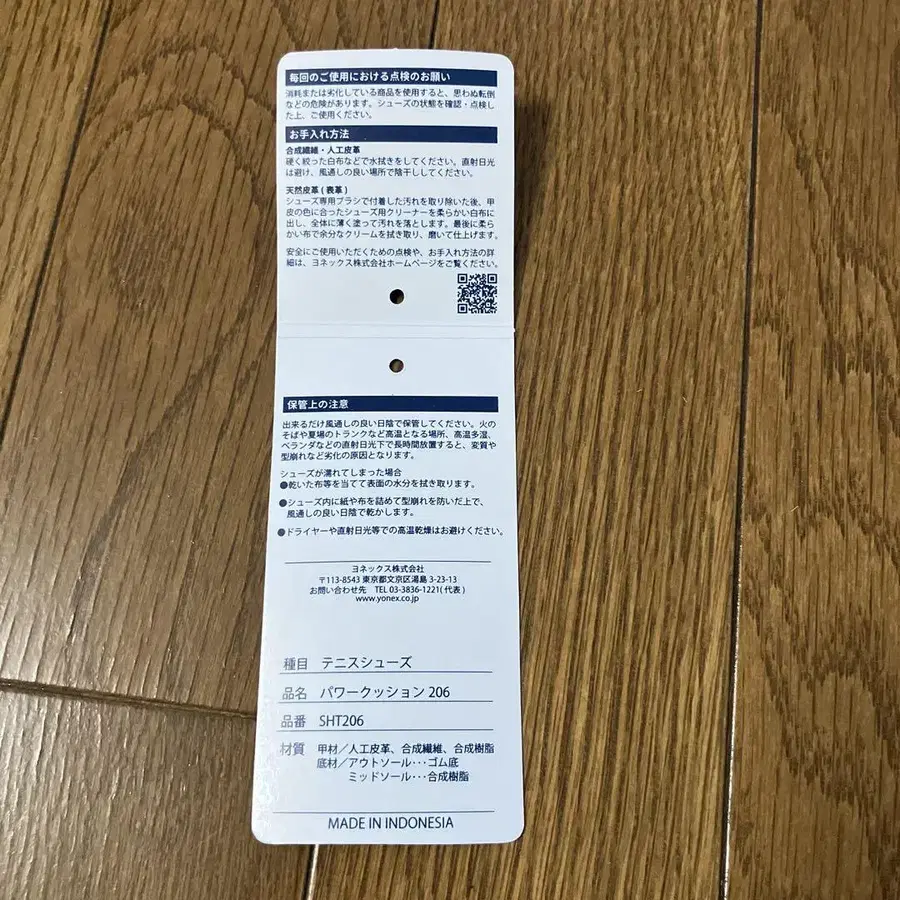 毎回のご使用における点検のお願い
消耗または劣化している商品を使用すると、思わぬ転倒
などの危険があります。シューズの状態を確認・点検し
た上、ご使用ください。
お手入れ方法
合成繊維・人工皮革
硬く絞った白布などで水拭きをしてください。直射日光
は避け、風通しの良い場所で陰干ししてください。
天然皮革(表革)
シューズ専用ブラシで付着した汚れを取り除いた後、甲
皮の色に合ったシューズ用クリーナーを柔らかい白布に
出し、全体に薄く塗って汚れを落とします。最後に柔ら
かい布で余分なクリームを拭き取り、磨いて仕上げます。
安全にご使用いただくための点検や、お手入れ方法の詳
細は、ヨネックス株式会社ホームページをご覧ください。
保管上の注意
出来るだけ風通しの良い日陰で保管してください。火の
そばや夏場のトランクなど高温となる場所、高温多湿、
ベランダなどの直射日光下で長時間放置すると、変質や
型崩れなど劣化の原因となります。
シューズが濡れてしまった場合
●乾いた布等を当てて表面の水分を拭き取ります。
●シューズ内に紙や布を詰めて型崩れを防いだ上で、
風通しの良い日陰で乾かします。
●ドライヤーや直射日光等での高温乾燥はお避けください。
ヨネックス株式会社
〒113-8543 東京都文京区湯島 3-23-13
お問い合わせ先 TEL 03-3836-1221(代表)
www.yonex.co.jp
種目 テニスシューズ
品名 パワークッション 206
品番 SHT206
材質 甲材/人工皮革、合成繊維、合成樹脂
底材/アウトソール･･･ゴム底
ミッドソール･･･合成樹脂
MADE IN INDONESIA